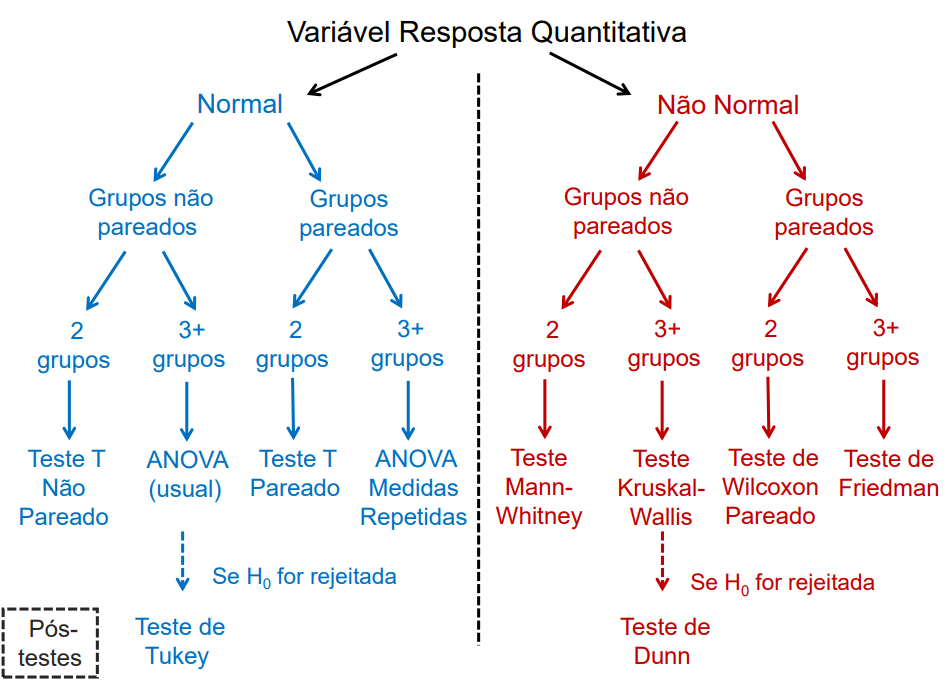 Variável Resposta Quantitativa
Normal
Não Normal
Grupos não
pareados
Grupos
pareados
Grupos não
pareados
Grupos
pareados
2
grupos
3+
grupos
2
grupos
3+
grupos
2
grupos
3+
grupos
2
grupos
3+
grupos
Teste T
Não
Pareado
ANOVA
(usual)
Teste T
Pareado
ANOVA
Medidas
Repetidas
Teste
Mann-
Whitney
Teste
Kruskal-
Wallis
Teste de
Wilcoxon
Pareado
Teste de
Friedman
Se H₀ for rejeitada
Se H₀ for rejeitada
Pós-
testes
Teste de
Tukey
Teste de
Dunn